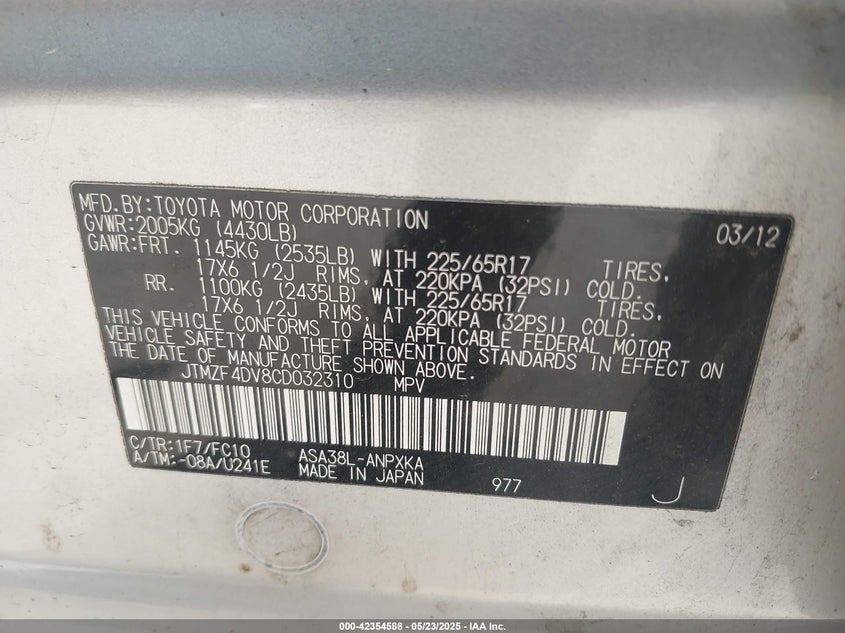 MFD.BY:TOYOTA MOTOR CORPORATION 03/12
GVWR:2005KG (4430LB)
GAWR:FRT. 1145KG (2535LB) WITH 225/65R17 TIRES,
17X6 1/2J RIMS, AT 220KPA (32PSI) COLD.
RR. 1100KG (2435LB) WITH 225/65R17 TIRES,
17X6 1/2J RIMS, AT 220KPA (32PSI) COLD.
THIS VEHICLE CONFORMS TO ALL APPLICABLE FEDERAL MOTOR
VEHICLE SAFETY AND THEFT PREVENTION STANDARDS IN EFFECT ON
THE DATE OF MANUFACTURE SHOWN ABOVE.
JTMZF4DV8CD032310 MPV
C/TR:1F7/FC10 ASA38L-ANPXKA
A/TM:-08A/U241E MADE IN JAPAN 977 J
000-42354588 — 05/23/2025 — IAA Inc.